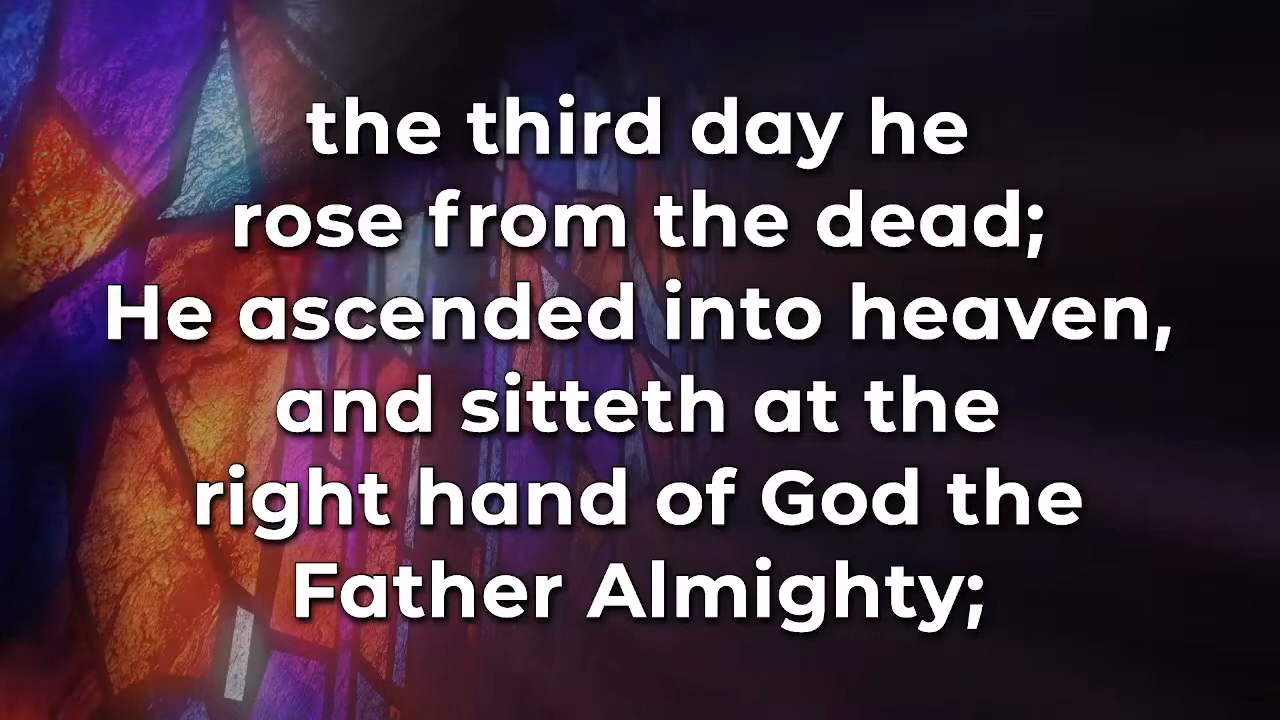 the third day he
rose from the dead;
He ascended into heaven,
and sitteth at the
right hand of God the
Father Almighty;